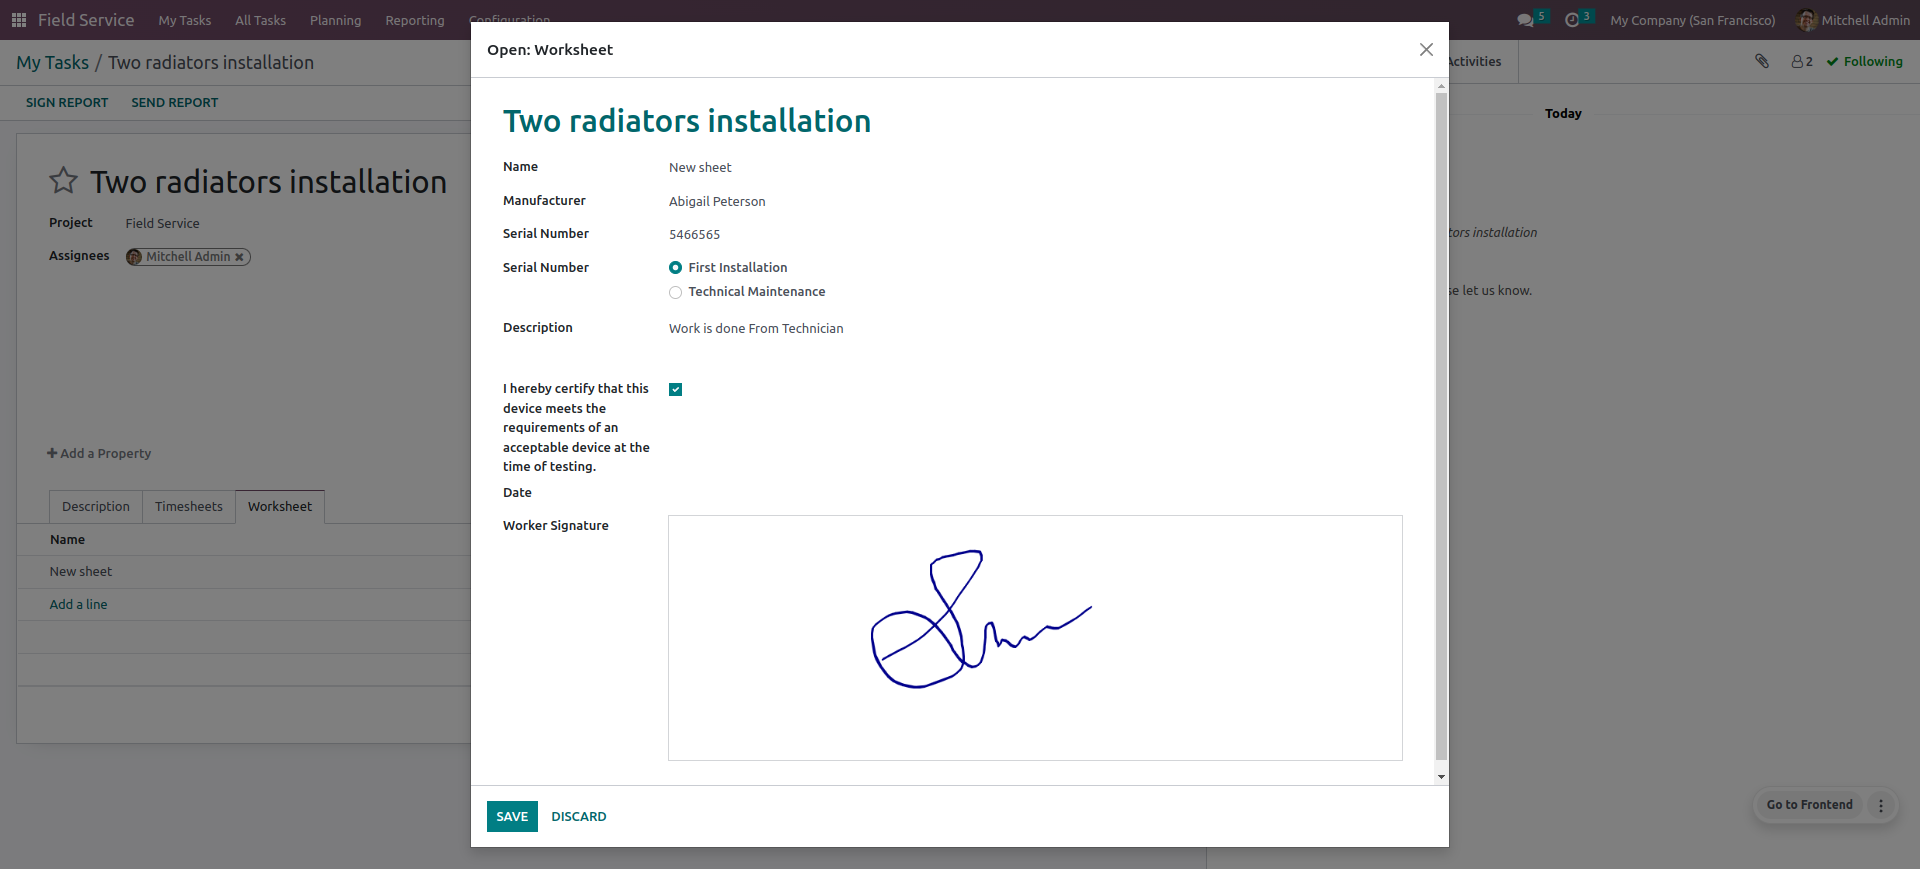 Field Service My Tasks All Tasks Planning Reporting Configuration 5 3 My Company (San Francisco) Mitchell Admin
My Tasks / Two radiators installation
SIGN REPORT SEND REPORT
Two radiators installation
Project Field Service
Assignees Mitchell Admin
Add a Property
Description Timesheets Worksheet
Name
New sheet
Add a line
Open: Worksheet
Two radiators installation
Name New sheet
Manufacturer Abigail Peterson
Serial Number 5466565
Serial Number First Installation
Technical Maintenance
Description Work is done From Technician
I hereby certify that this
device meets the
requirements of an
acceptable device at the
time of testing.
Date
Worker Signature
SAVE DISCARD
Activities 2 Following
Today
tors installation
se let us know.
Go to Frontend